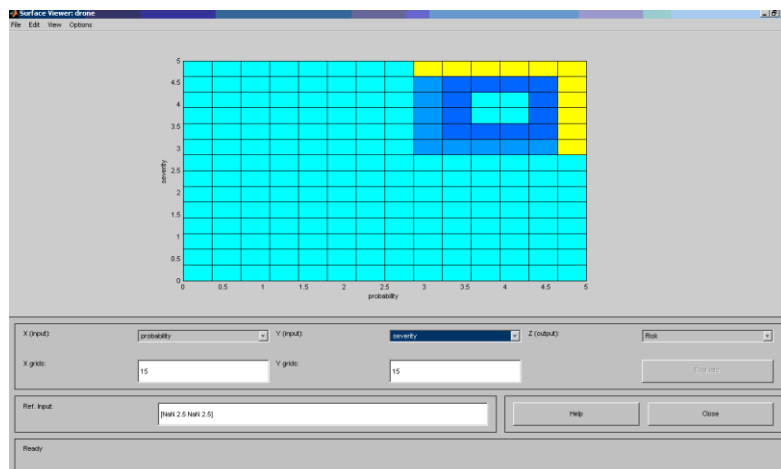 Surface Viewer: drone
File Edit View Options
5
4.5
4
3.5
3
2.5
2
1.5
1
0.5
0
severity
0 0.5 1 1.5 2 2.5 3 3.5 4 4.5 5
probability
X (input): probability Y (input): severity Z (output): Risk
X grids: 15 Y grids: 15 Evaluate
Ref. Input: [NaN 2.5 NaN 2.5] Help Close
Ready